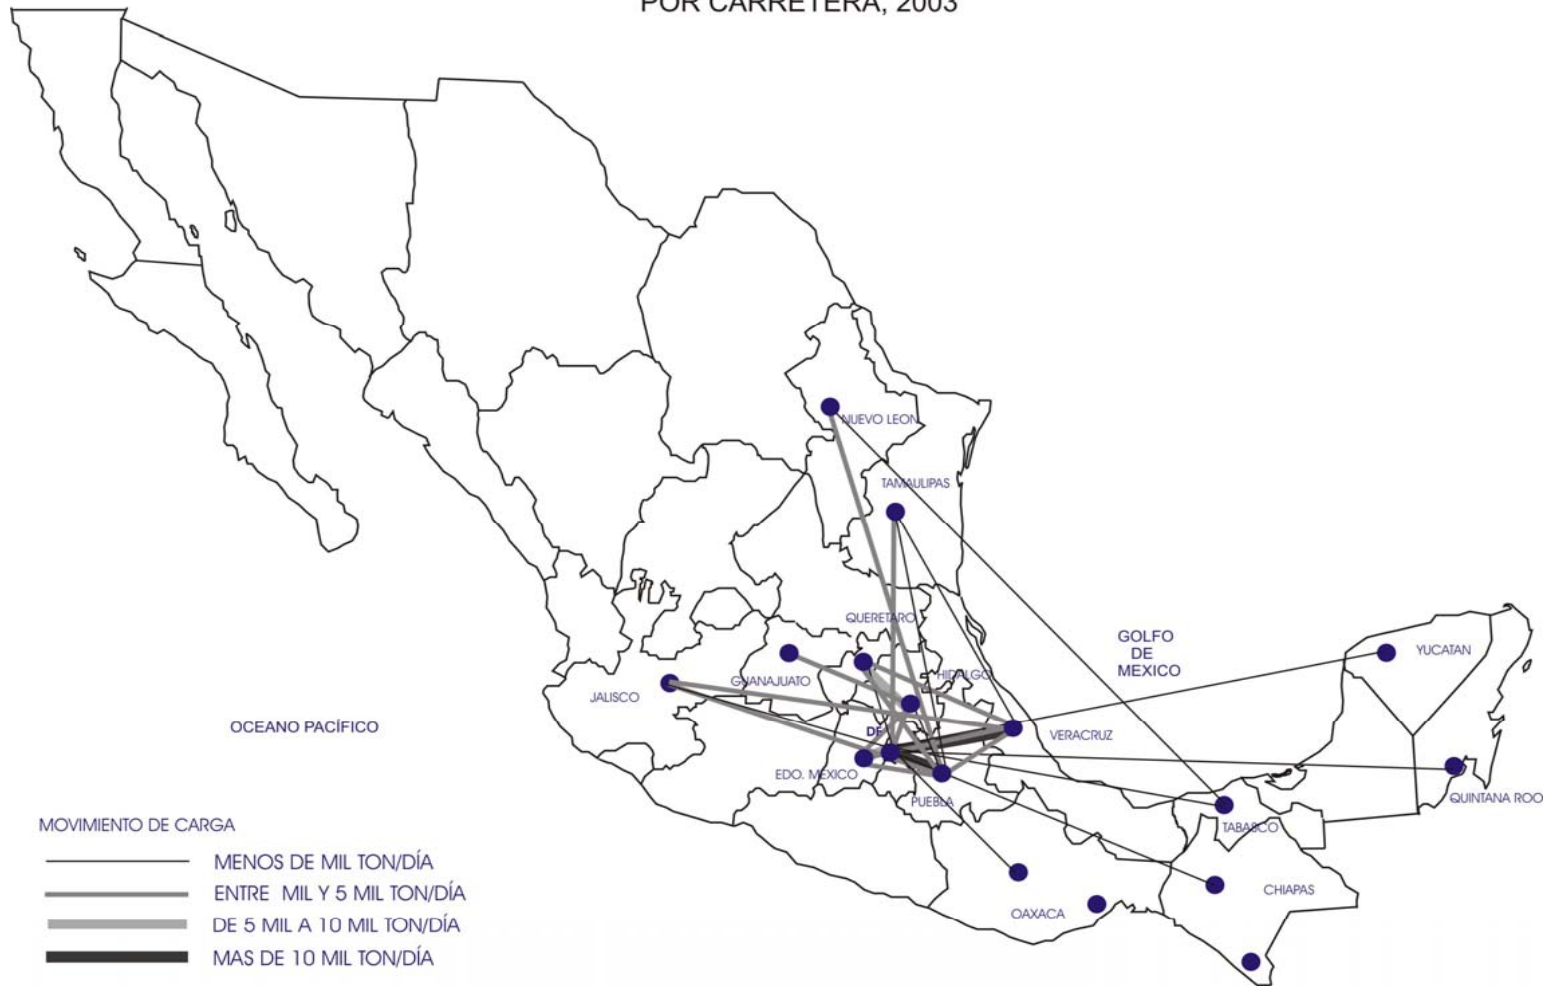 POR CARRETERA, 2003
NUEVO LEON
TAMAULIPAS
QUERETARO
GOLFO
DE
MEXICO
YUCATAN
HIDALGO
GUANAJUATO
JALISCO
OCEANO PACÍFICO
DF
VERACRUZ
EDO. MEXICO
PUEBLA
QUINTANA ROO
TABASCO
CHIAPAS
OAXACA
MOVIMIENTO DE CARGA
MENOS DE MIL TON/DÍA
ENTRE MIL Y 5 MIL TON/DÍA
DE 5 MIL A 10 MIL TON/DÍA
MAS DE 10 MIL TON/DÍA